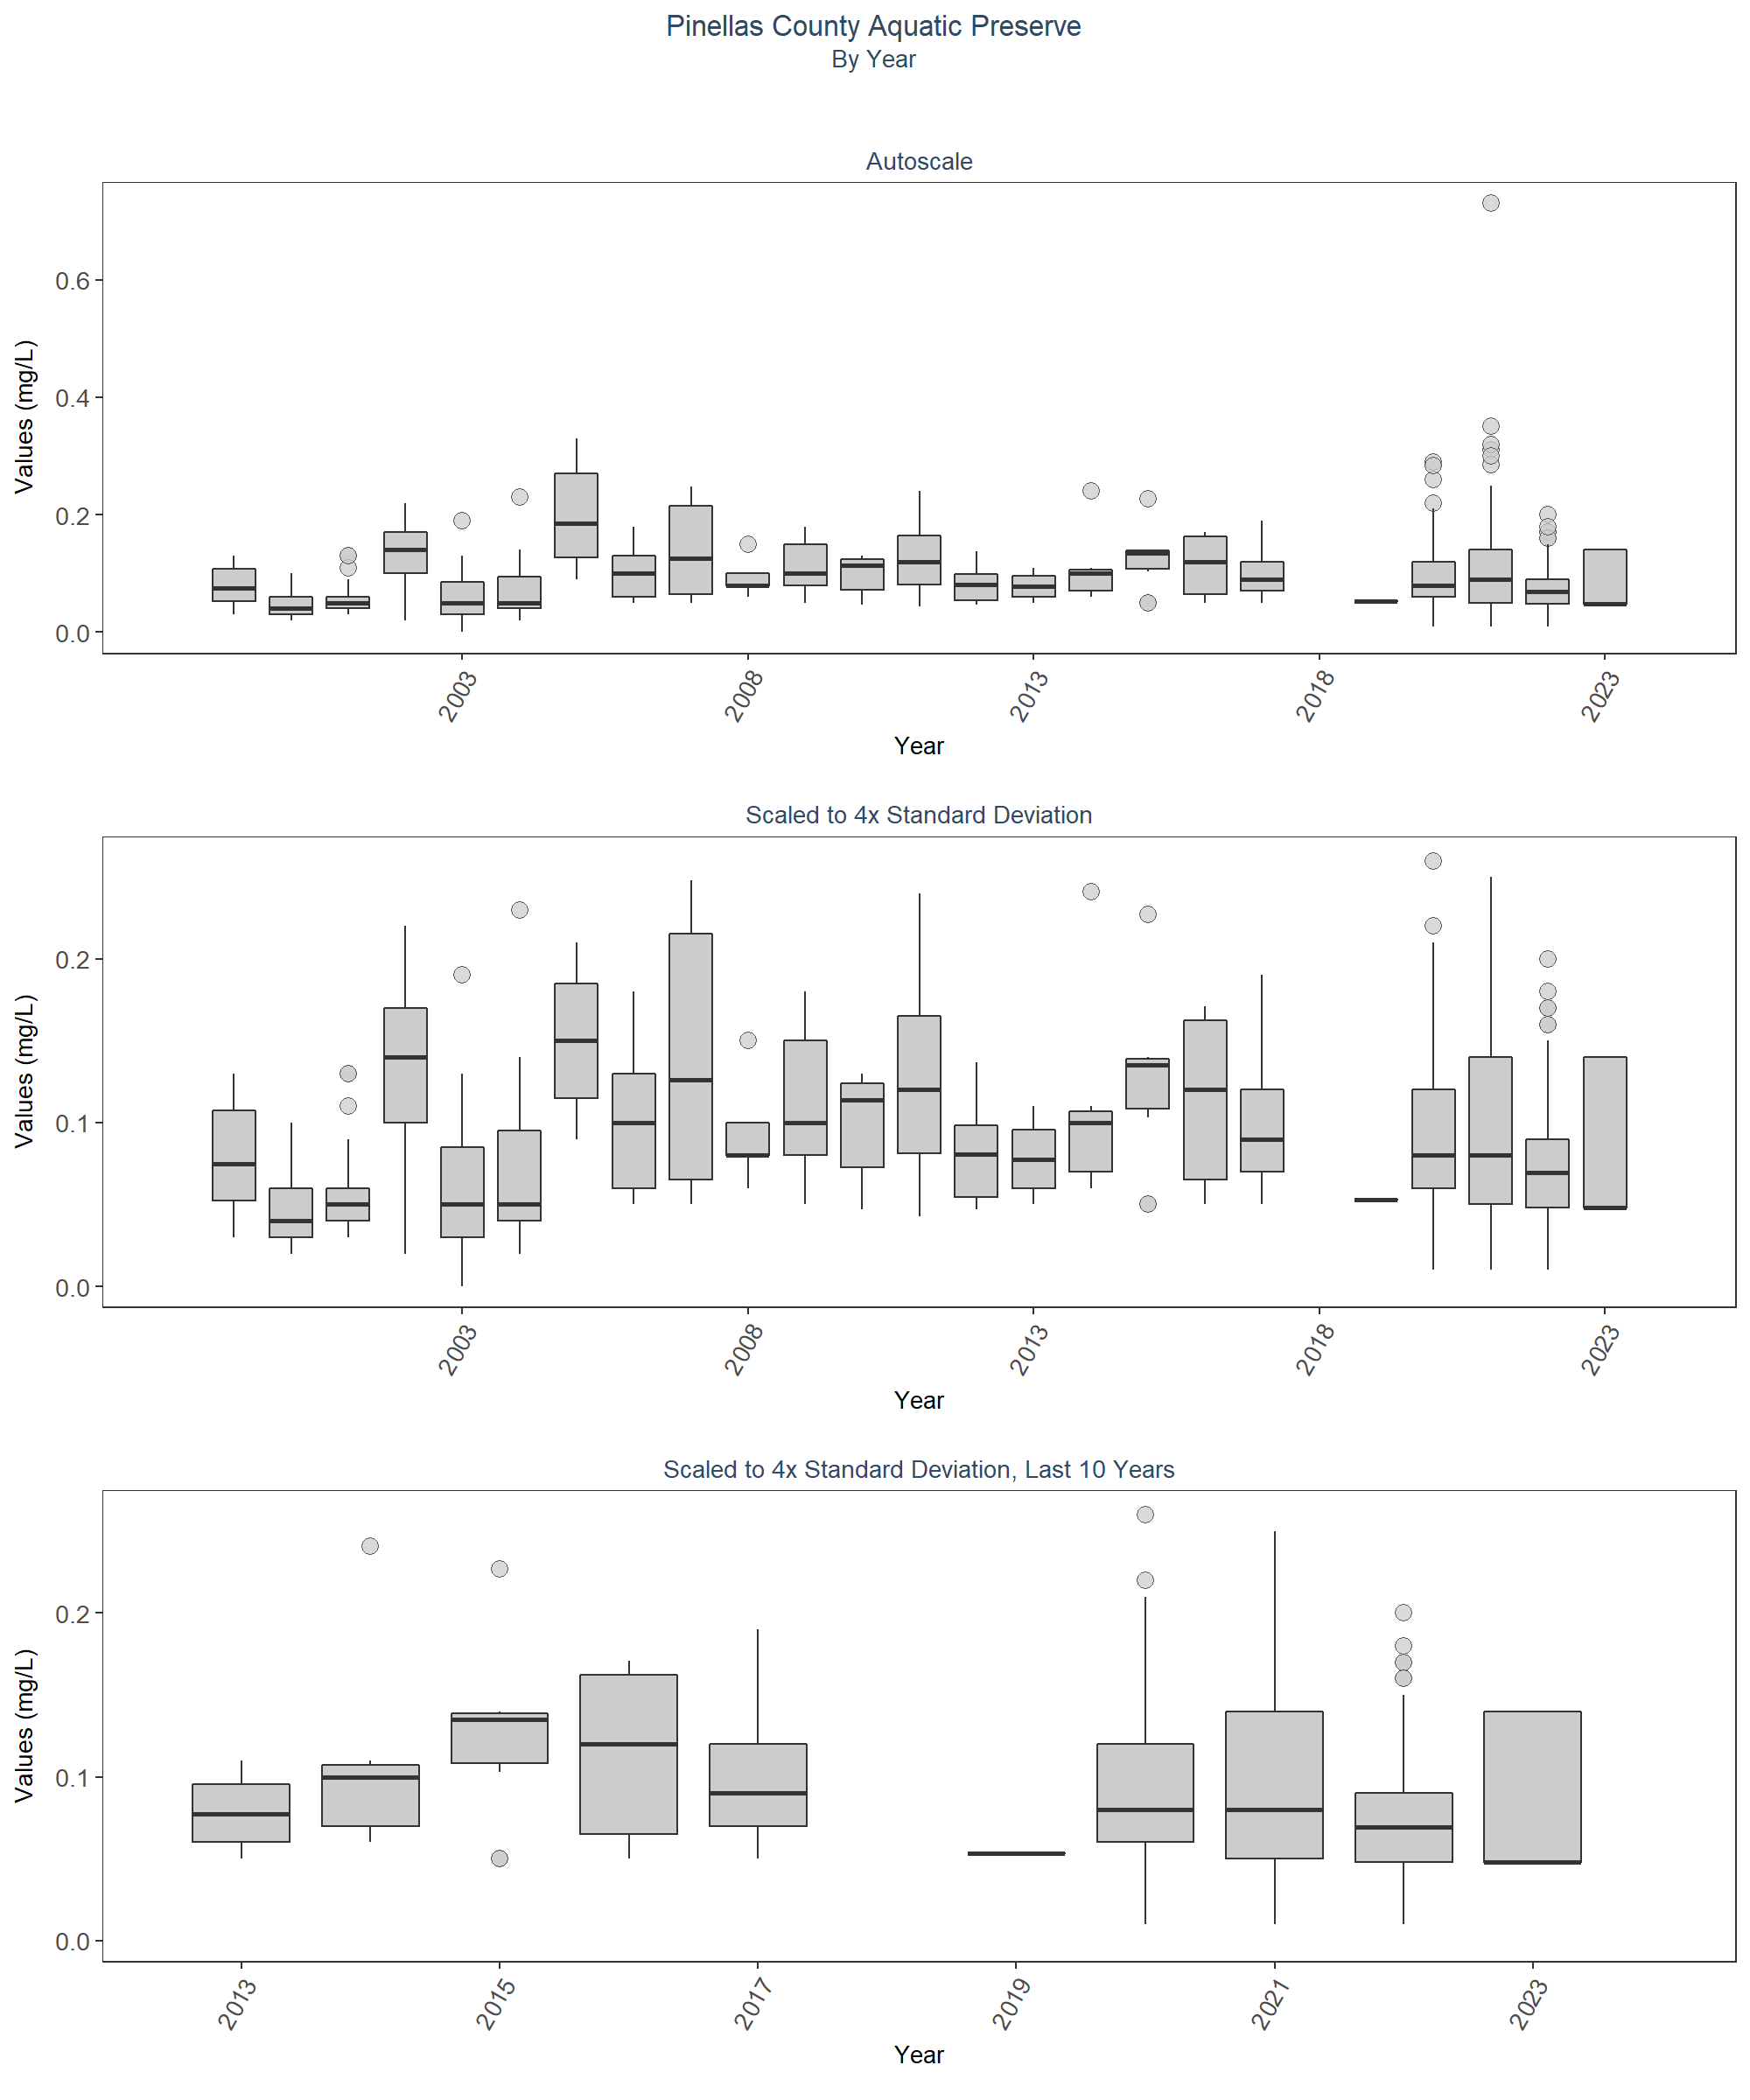 Pinellas County Aquatic Preserve
By Year
Autoscale
Values (mg/L)
0.6
0.4
0.2
0.0
2003
2008
2013
2018
2023
Year
Scaled to 4x Standard Deviation
Values (mg/L)
0.2
0.1
0.0
2003
2008
2013
2018
2023
Year
Scaled to 4x Standard Deviation, Last 10 Years
Values (mg/L)
0.2
0.1
0.0
2013
2015
2017
2019
2021
2023
Year